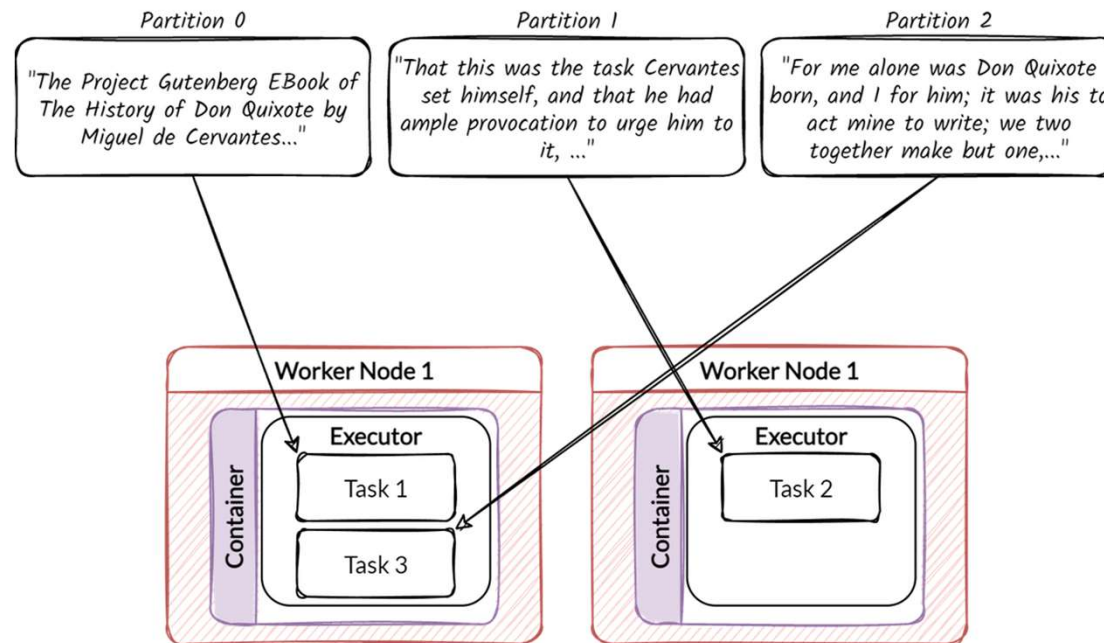 Partition 0
Partition 1
Partition 2
"The Project Gutenberg EBook of
The History of Don Quixote by
Miguel de Cervantes..."
"That this was the task Cervantes
set himself, and that he had
ample provocation to urge him to
it, ..."
"For me alone was Don Quixote
born, and I for him; it was his to
act mine to write; we two
together make but one,..."
Worker Node 1
Container
Executor
Task 1
Task 3
Worker Node 1
Container
Executor
Task 2